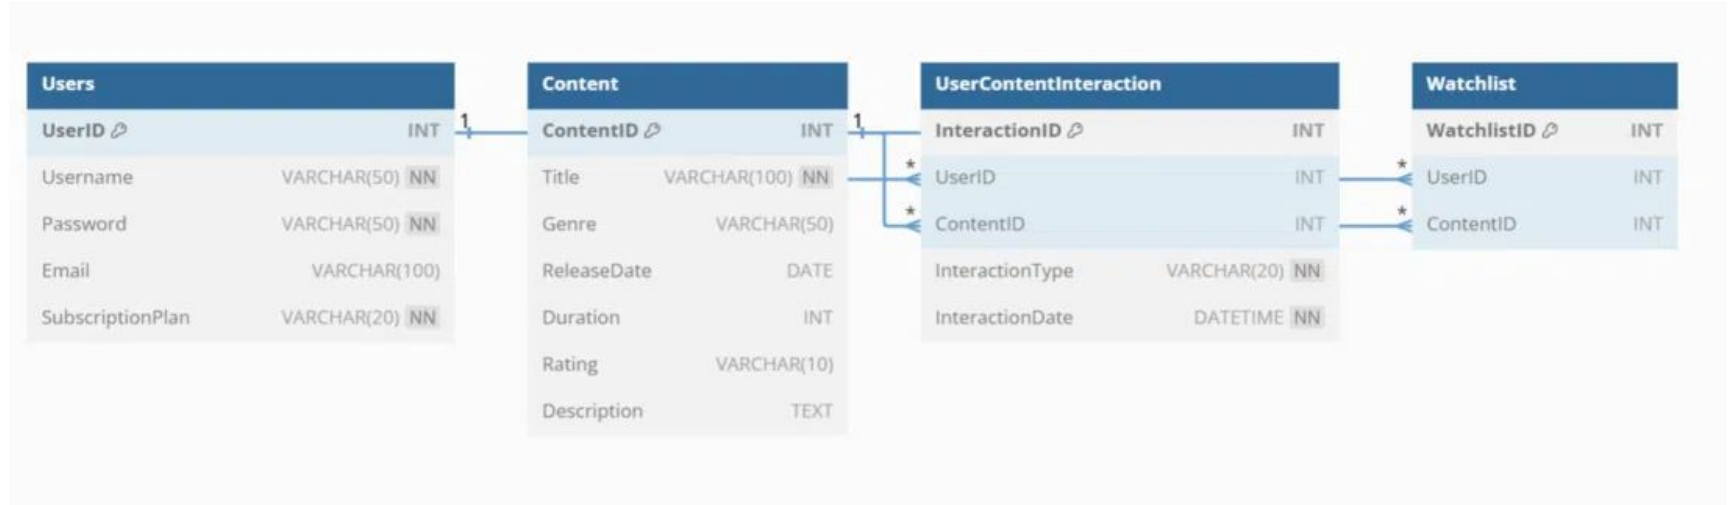 Users
UserID INT
Username VARCHAR(50) NN
Password VARCHAR(50) NN
Email VARCHAR(100)
SubscriptionPlan VARCHAR(20) NN
1
Content
ContentID INT
Title VARCHAR(100) NN
Genre VARCHAR(50)
ReleaseDate DATE
Duration INT
Rating VARCHAR(10)
Description TEXT
1
*
*
UserContentInteraction
InteractionID INT
UserID INT
ContentID INT
InteractionType VARCHAR(20) NN
InteractionDate DATETIME NN
*
*
Watchlist
WatchlistID INT
UserID INT
ContentID INT